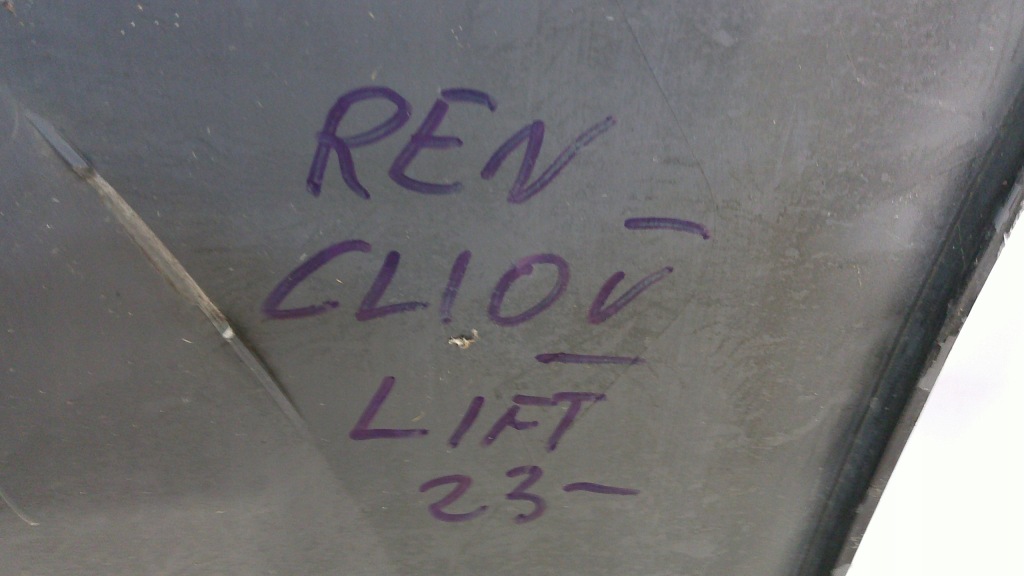 REN
CLIO V
LIFT
23-